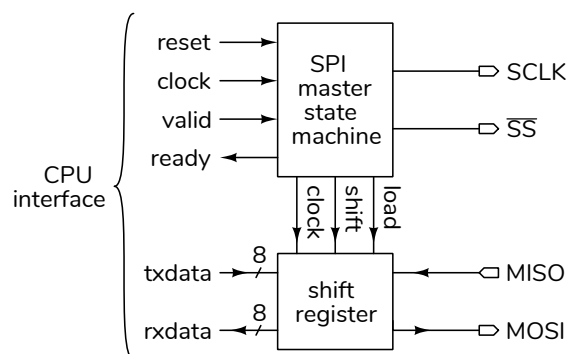 reset
clock
valid
ready
CPU
interface
SPI
master
state
machine
SCLK
SS
clock
shift
load
txdata
8
rxdata
8
shift
register
MISO
MOSI